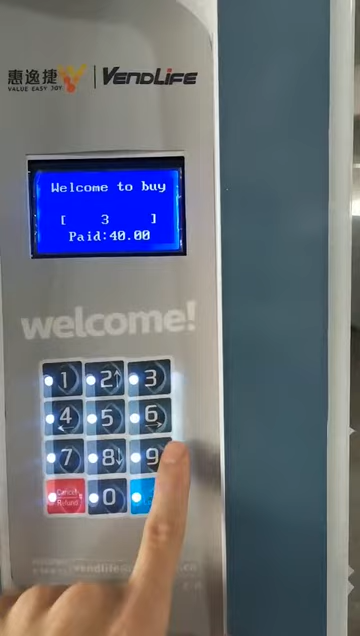 惠逸捷
VALUE EASY JOY
VENDLIFE
Welcome to buy
[ 3 ]
Paid:40.00
welcome!
1 2↑ 3
4← 5 6→
7 8↓ 9
Cancel
Refund
0